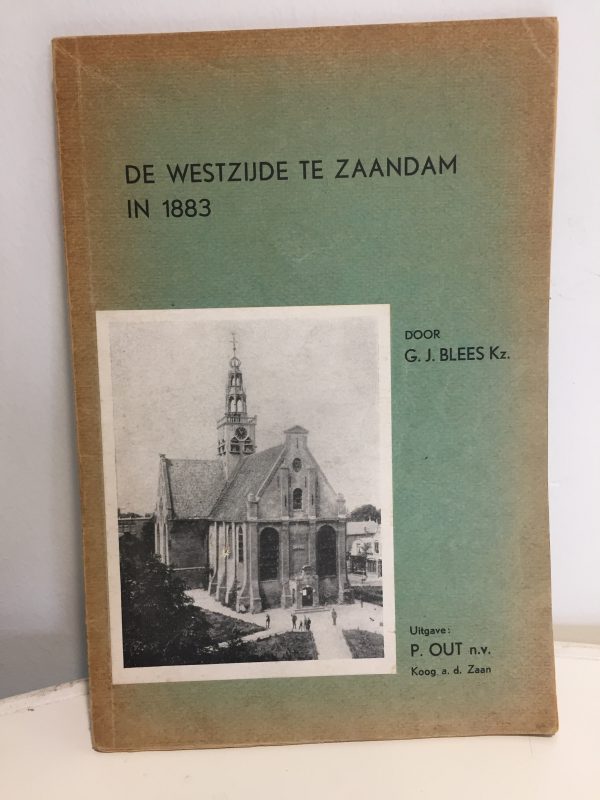 DE WESTZIJDE TE ZAANDAM
IN 1883
DOOR
G. J. BLEES Kz.
Uitgave:
P. OUT n.v.
Koog a. d. Zaan